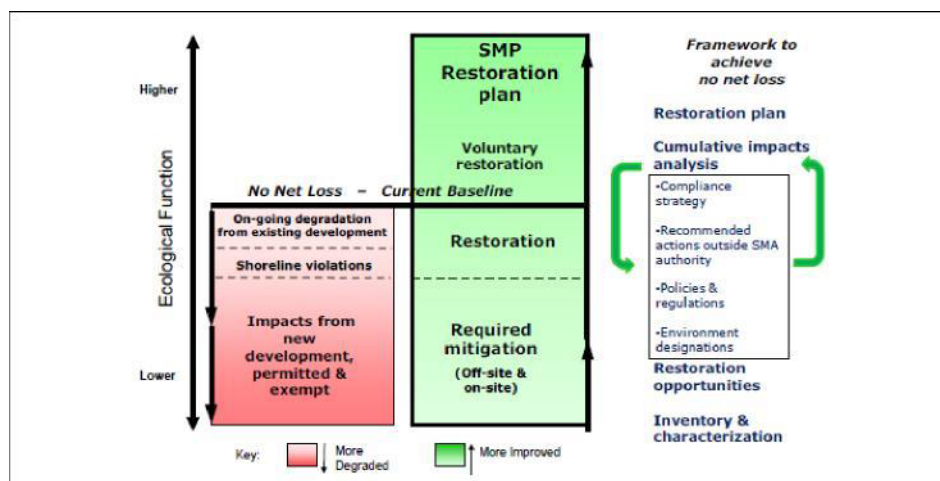 Ecological Function
Higher
Lower
SMP
Restoration
plan
Voluntary
restoration
No Net Loss – Current Baseline
On-going degradation
from existing development
Shoreline violations
Impacts from
new
development,
permitted &
exempt
Restoration
Required
mitigation
(Off-site &
on-site)
Key:
More
Degraded
More Improved
Framework to
achieve
no net loss
Restoration plan
Cumulative impacts
analysis
•Compliance
strategy
•Recommended
actions outside SMA
authority
•Policies &
regulations
•Environment
designations
Restoration
opportunities
Inventory &
characterization